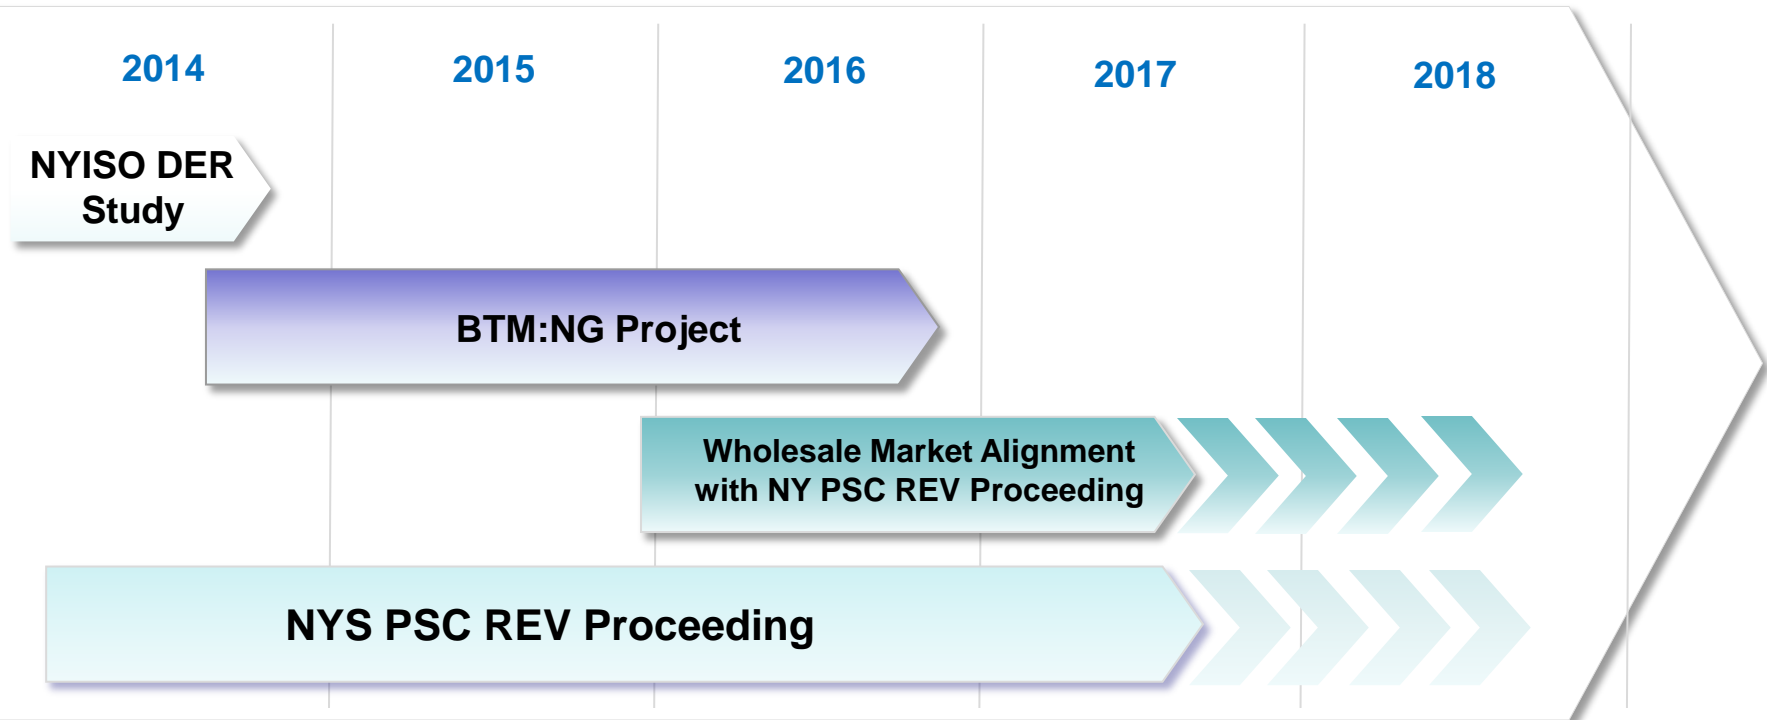 2014
2015
2016
2017
2018
NYISO DER
Study
BTM:NG Project
Wholesale Market Alignment
with NY PSC REV Proceeding
NYS PSC REV Proceeding